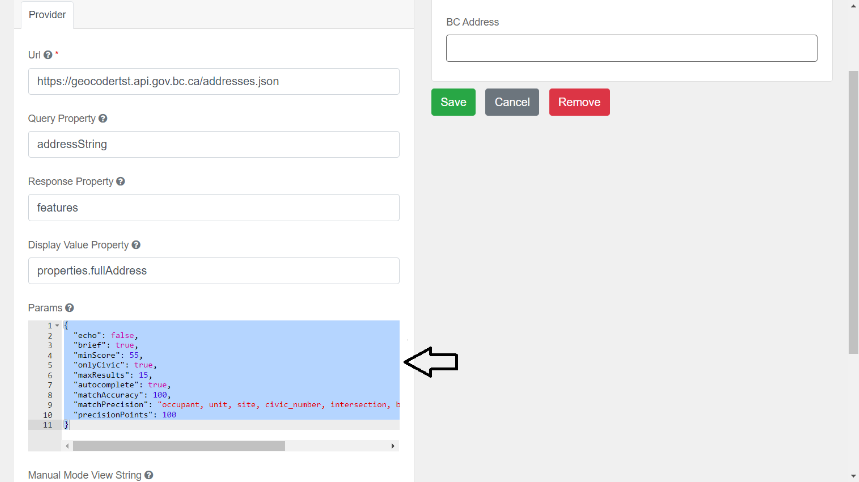 Provider
Url *
https://geocodertst.api.gov.bc.ca/addresses.json
Query Property
addressString
Response Property
features
Display Value Property
properties.fullAddress
Params
1 {
2 "echo": false,
3 "brief": true,
4 "minScore": 55,
5 "onlyCivic": true,
6 "maxResults": 15,
7 "autocomplete": true,
8 "matchAccuracy": 100,
9 "matchPrecision": "occupant, unit, site, civic_number, intersection, b
10 "precisionPoints": 100
11 }
Manual Mode View String
BC Address
Save Cancel Remove